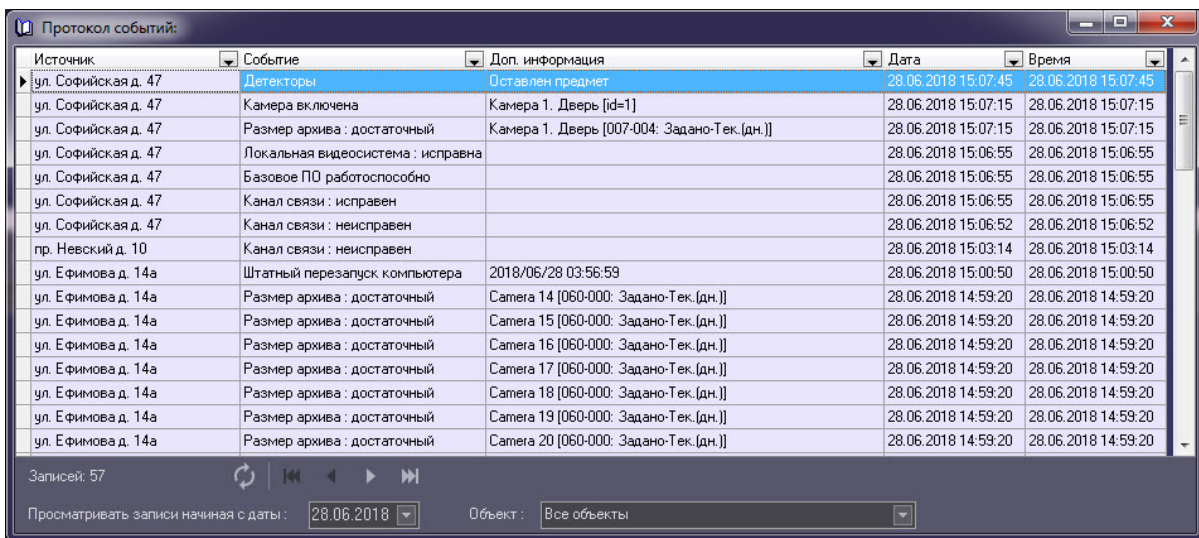 Протокол событий:
Источник Событие Доп. информация Дата Время
ул. Софийская д. 47 Детекторы Оставлен предмет 28.06.2018 15:07:45 28.06.2018 15:07:45
ул. Софийская д. 47 Камера включена Камера 1. Дверь [id=1] 28.06.2018 15:07:15 28.06.2018 15:07:15
ул. Софийская д. 47 Размер архива : достаточный Камера 1. Дверь [007-004: Задано-Тек.(дн.)] 28.06.2018 15:07:15 28.06.2018 15:07:15
ул. Софийская д. 47 Локальная видеосистема : исправна 28.06.2018 15:06:55 28.06.2018 15:06:55
ул. Софийская д. 47 Базовое ПО работоспособно 28.06.2018 15:06:55 28.06.2018 15:06:55
ул. Софийская д. 47 Канал связи : исправен 28.06.2018 15:06:55 28.06.2018 15:06:55
ул. Софийская д. 47 Канал связи : неисправен 28.06.2018 15:06:52 28.06.2018 15:06:52
пр. Невский д. 10 Канал связи : неисправен 28.06.2018 15:03:14 28.06.2018 15:03:14
ул. Ефимова д. 14а Штатный перезапуск компьютера 2018/06/28 03:56:59 28.06.2018 15:00:50 28.06.2018 15:00:50
ул. Ефимова д. 14а Размер архива : достаточный Camera 14 [060-000: Задано-Тек.(дн.)] 28.06.2018 14:59:20 28.06.2018 14:59:20
ул. Ефимова д. 14а Размер архива : достаточный Camera 15 [060-000: Задано-Тек.(дн.)] 28.06.2018 14:59:20 28.06.2018 14:59:20
ул. Ефимова д. 14а Размер архива : достаточный Camera 16 [060-000: Задано-Тек.(дн.)] 28.06.2018 14:59:20 28.06.2018 14:59:20
ул. Ефимова д. 14а Размер архива : достаточный Camera 17 [060-000: Задано-Тек.(дн.)] 28.06.2018 14:59:20 28.06.2018 14:59:20
ул. Ефимова д. 14а Размер архива : достаточный Camera 18 [060-000: Задано-Тек.(дн.)] 28.06.2018 14:59:20 28.06.2018 14:59:20
ул. Ефимова д. 14а Размер архива : достаточный Camera 19 [060-000: Задано-Тек.(дн.)] 28.06.2018 14:59:20 28.06.2018 14:59:20
ул. Ефимова д. 14а Размер архива : достаточный Camera 20 [060-000: Задано-Тек.(дн.)] 28.06.2018 14:59:20 28.06.2018 14:59:20
Записей: 57
Просматривать записи начиная с даты : 28.06.2018 Объект : Все объекты